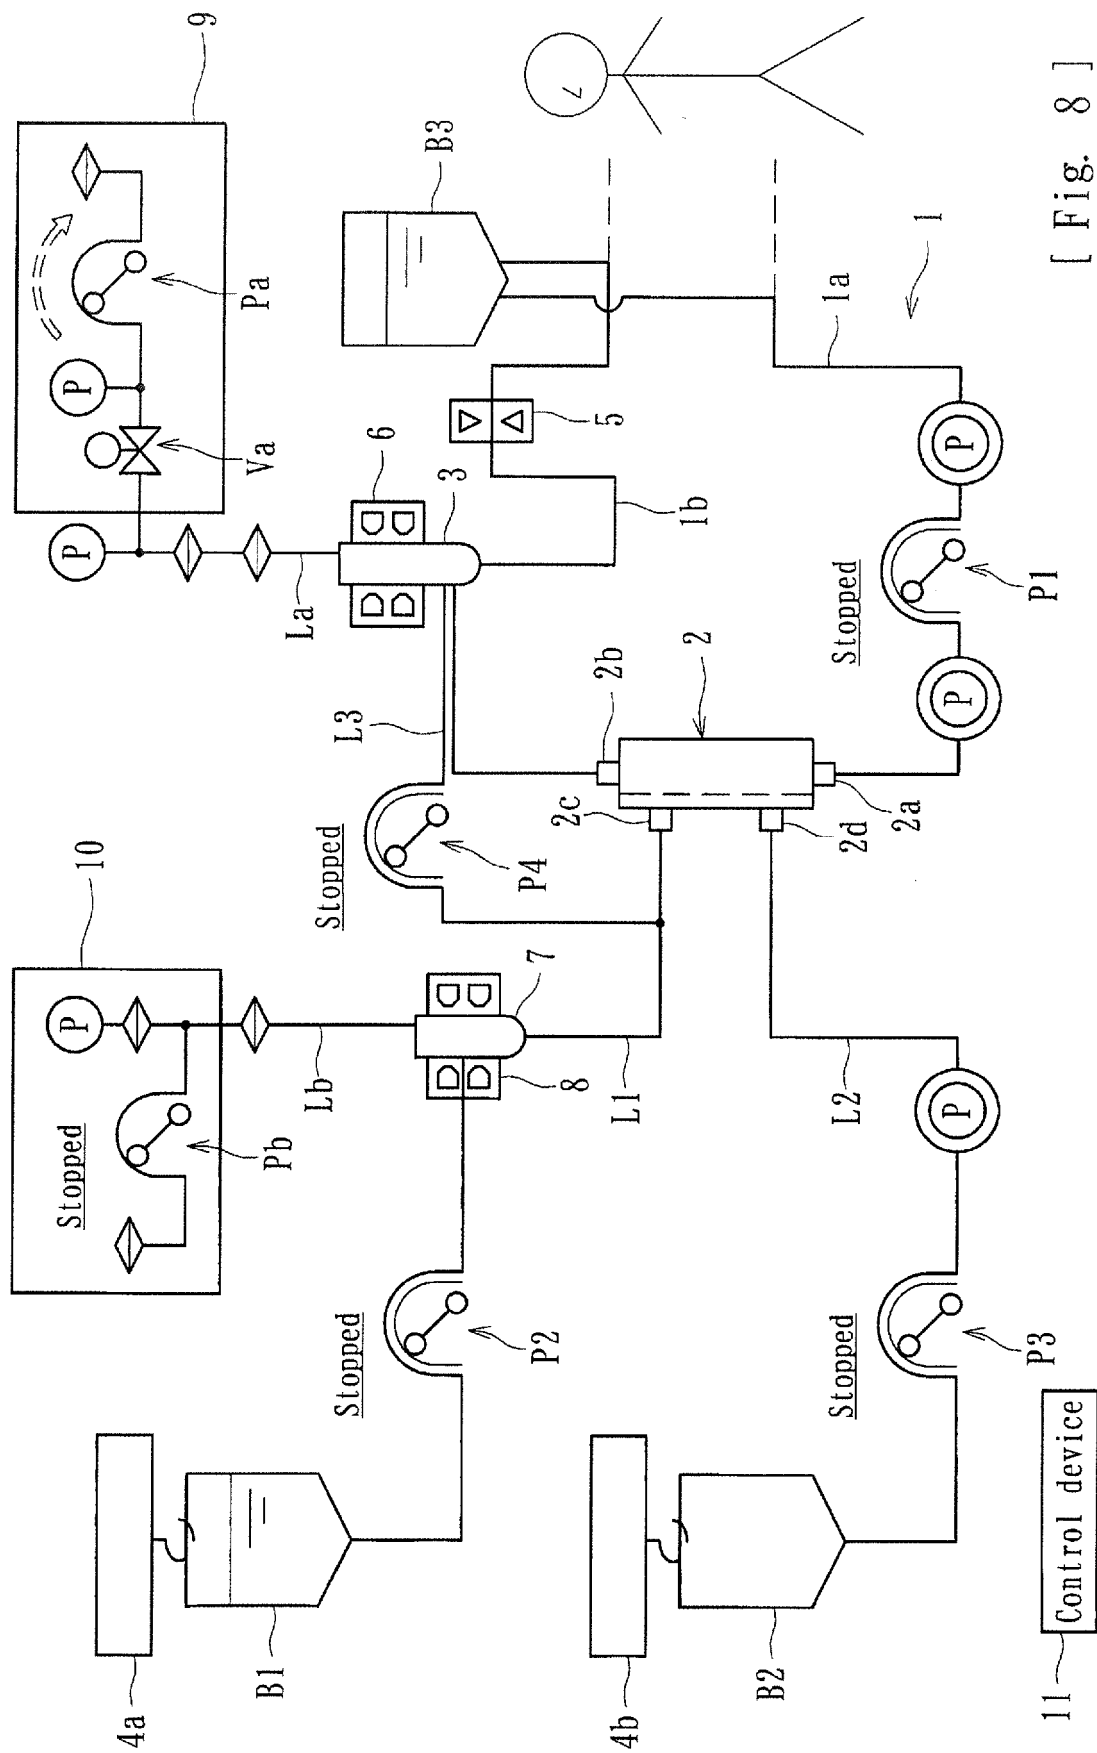 9
P
Va
Pa
P
La
6
3
5
B3
1b
1a
1
10
P
Pb
Stopped
Lb
7
8
L1
Stopped
P4
L3
2b
2
2c
2d
2a
P
Stopped
P1
P
4a
B1
Stopped
P2
4b
B2
Stopped
P3
P
L2
11
Control device
[ Fig. 8 ]